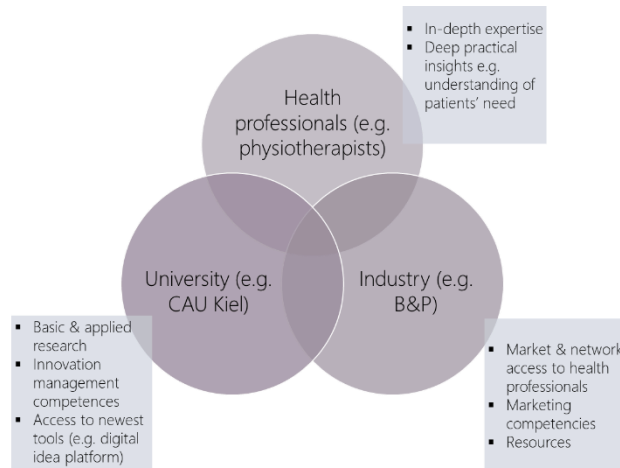 ▪ In-depth expertise
▪ Deep practical
insights e.g.
understanding of
patients’ need
Health
professionals (e.g.
physiotherapists)
University (e.g.
CAU Kiel)
Industry (e.g.
B&P)
▪ Basic & applied
research
▪ Innovation
management
competences
▪ Access to newest
tools (e.g. digital
idea platform)
▪ Market & network
access to health
professionals
▪ Marketing
competencies
▪ Resources